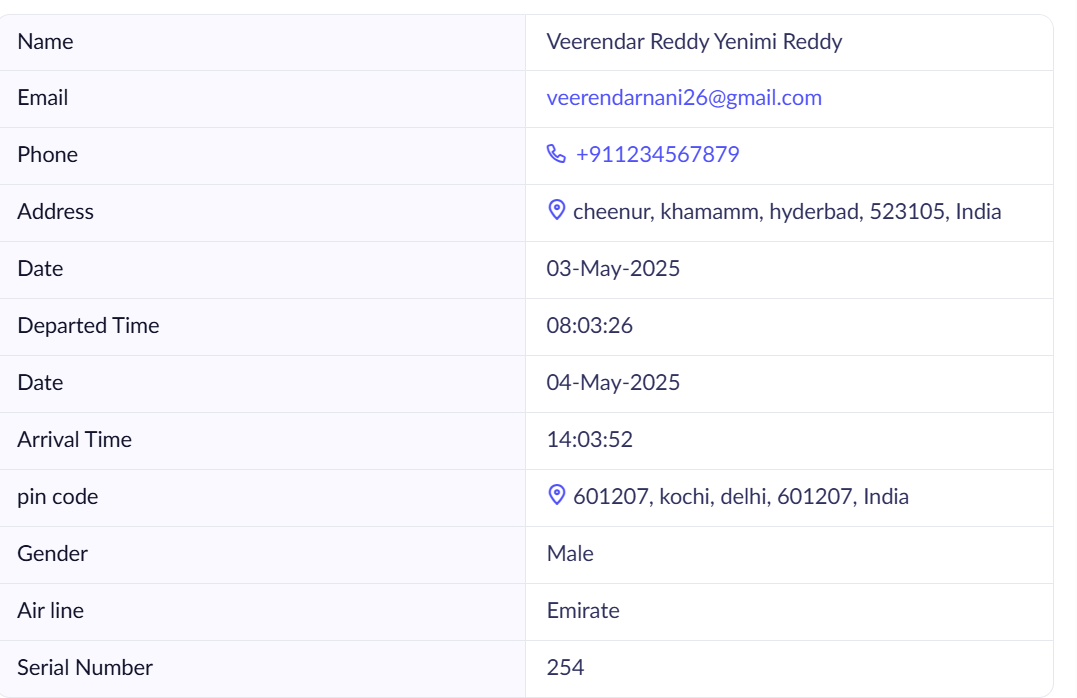 Name Veerendar Reddy Yenimi Reddy
Email veerendarnani26@gmail.com
Phone +911234567879
Address cheenur, khamamm, hyderbad, 523105, India
Date 03-May-2025
Departed Time 08:03:26
Date 04-May-2025
Arrival Time 14:03:52
pin code 601207, kochi, delhi, 601207, India
Gender Male
Air line Emirate
Serial Number 254